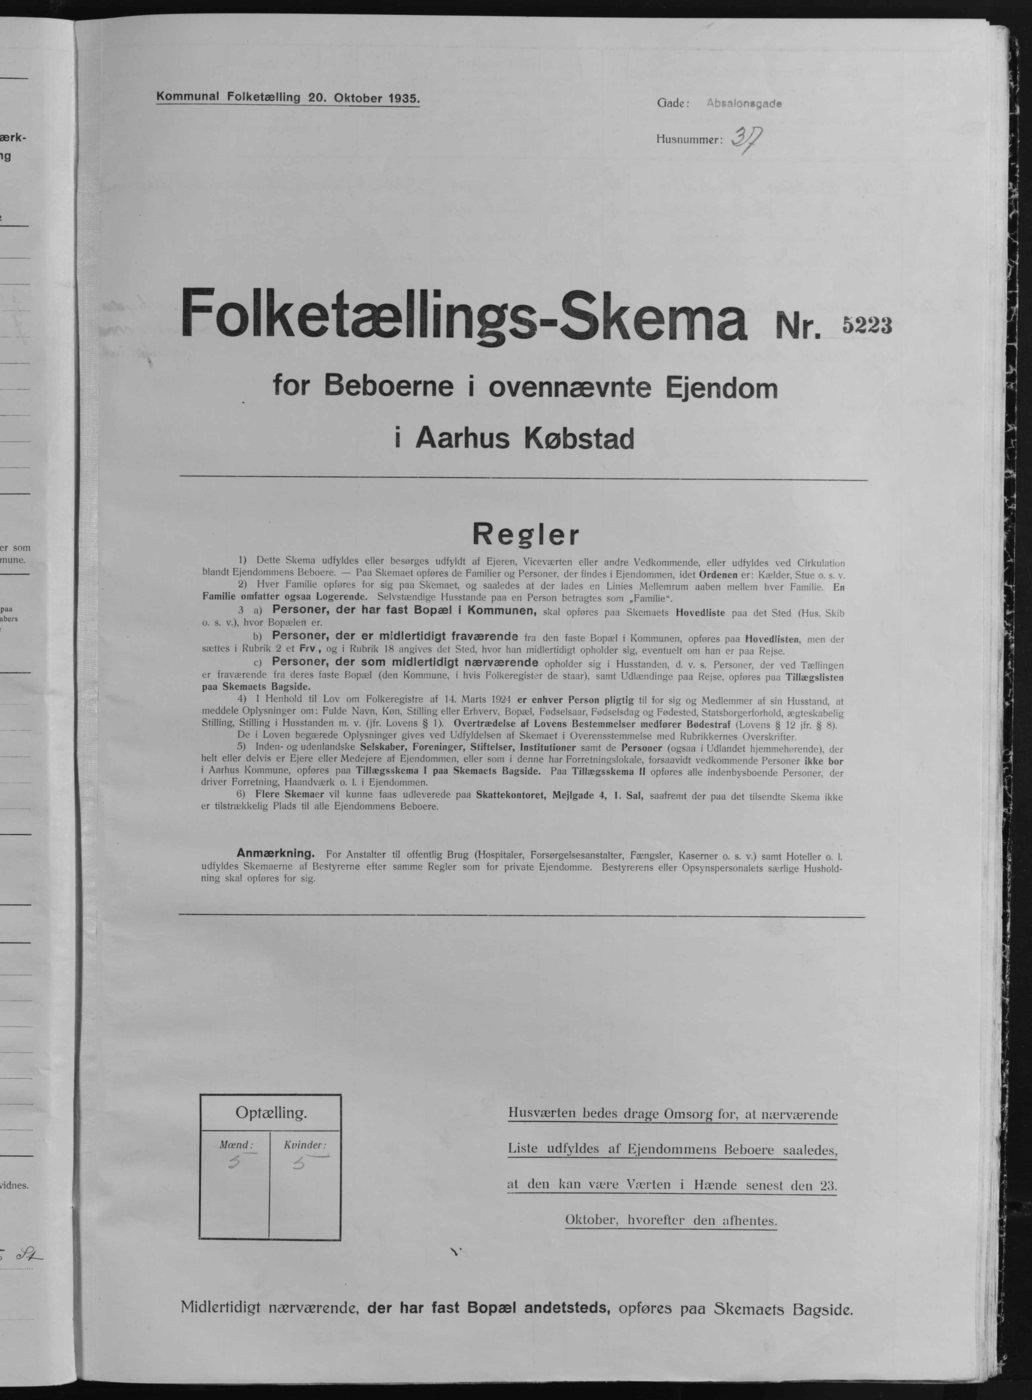 ærk-
ng
er som
mune.
paa
abers
vidnes.
5 St
Kommunal Folketælling 20. Oktober 1935.
Gade: Absalonsgade
Husnummer: 37
Folketællings-Skema Nr. 5223
for Beboerne i ovennævnte Ejendom
i Aarhus Købstad
Regler
1) Dette Skema udfyldes eller besørges udfyldt af Ejeren, Viceværten eller andre Vedkommende, eller udfyldes ved Cirkulation
blandt Ejendommens Beboere. — Paa Skemaet opføres de Familier og Personer, der findes i Ejendommen, idet Ordenen er: Kælder, Stue o. s. v.
2) Hver Familie opføres for sig paa Skemaet, og saaledes at der lades en Linies Mellemrum aaben mellem hver Familie. En
Familie omfatter ogsaa Logerende. Selvstændige Husstande paa en Person betragtes som „Familie".
3 a) Personer, der har fast Bopæl i Kommunen, skal opføres paa Skemaets Hovedliste paa det Sted (Hus, Skib
o. s. v.), hvor Bopælen er.
b) Personer, der er midlertidigt fraværende fra den faste Bopæl i Kommunen, opføres paa Hovedlisten, men der
sættes i Rubrik 2 et Frv., og i Rubrik 18 angives det Sted, hvor han midlertidigt opholder sig, eventuelt om han er paa Rejse.
c) Personer, der som midlertidigt nærværende opholder sig i Husstanden, d. v. s. Personer, der ved Tællingen
er fraværende fra deres faste Bopæl (den Kommune, i hvis Folkeregister de staar), samt Udlændinge paa Rejse, opføres paa Tillægslisten
paa Skemaets Bagside.
4) I Henhold til Lov om Folkeregistre af 14. Marts 1924 er enhver Person pligtig til for sig og Medlemmer af sin Husstand, at
meddele Oplysninger om: Fulde Navn, Køn, Stilling eller Erhverv, Bopæl, Fødselsaar, Fødselsdag og Fødested, Statsborgerforhold, ægteskabelig
Stilling, Stilling i Husstanden m. v. (jfr. Lovens § 1). Overtrædelse af Lovens Bestemmelser medfører Bødestraf (Lovens § 12 jfr. § 8).
De i Loven begærede Oplysninger gives ved Udfyldelsen af Skemaet i Overensstemmelse med Rubrikkernes Overskrifter.
5) Inden- og udenlandske Selskaber, Foreninger, Stiftelser, Institutioner samt de Personer (ogsaa i Udlandet hjemmehørende), der
helt eller delvis er Ejere eller Medejere af Ejendommen, eller som i denne har Forretningslokale, forsaavidt vedkommende Personer ikke bor
i Aarhus Kommune, opføres paa Tillægsskema I paa Skemaets Bagside. Paa Tillægsskema II opføres alle indenbysboende Personer, der
driver Forretning, Haandværk o. l. i Ejendommen.
6) Flere Skemaer vil kunne faas udleverede paa Skattekontoret, Mejlgade 4, 1. Sal, saafremt der paa det tilsendte Skema ikke
er tilstrækkelig Plads til alle Ejendommens Beboere.
Anmærkning. For Anstalter til offentlig Brug (Hospitaler, Forsørgelsesanstalter, Fængsler, Kaserner o. s. v.) samt Hoteller o. l.
udfyldes Skemaerne af Bestyrerne efter samme Regler som for private Ejendomme. Bestyrerens eller Opsynspersonalets særlige Hushold-
ning skal opføres for sig.
Optælling.
Mænd: Kvinder:
5 5
Husværten bedes drage Omsorg for, at nærværende
Liste udfyldes af Ejendommens Beboere saaledes,
at den kan være Værten i Hænde senest den 23.
Oktober, hvorefter den afhentes.
Midlertidigt nærværende, der har fast Bopæl andetsteds, opføres paa Skemaets Bagside.